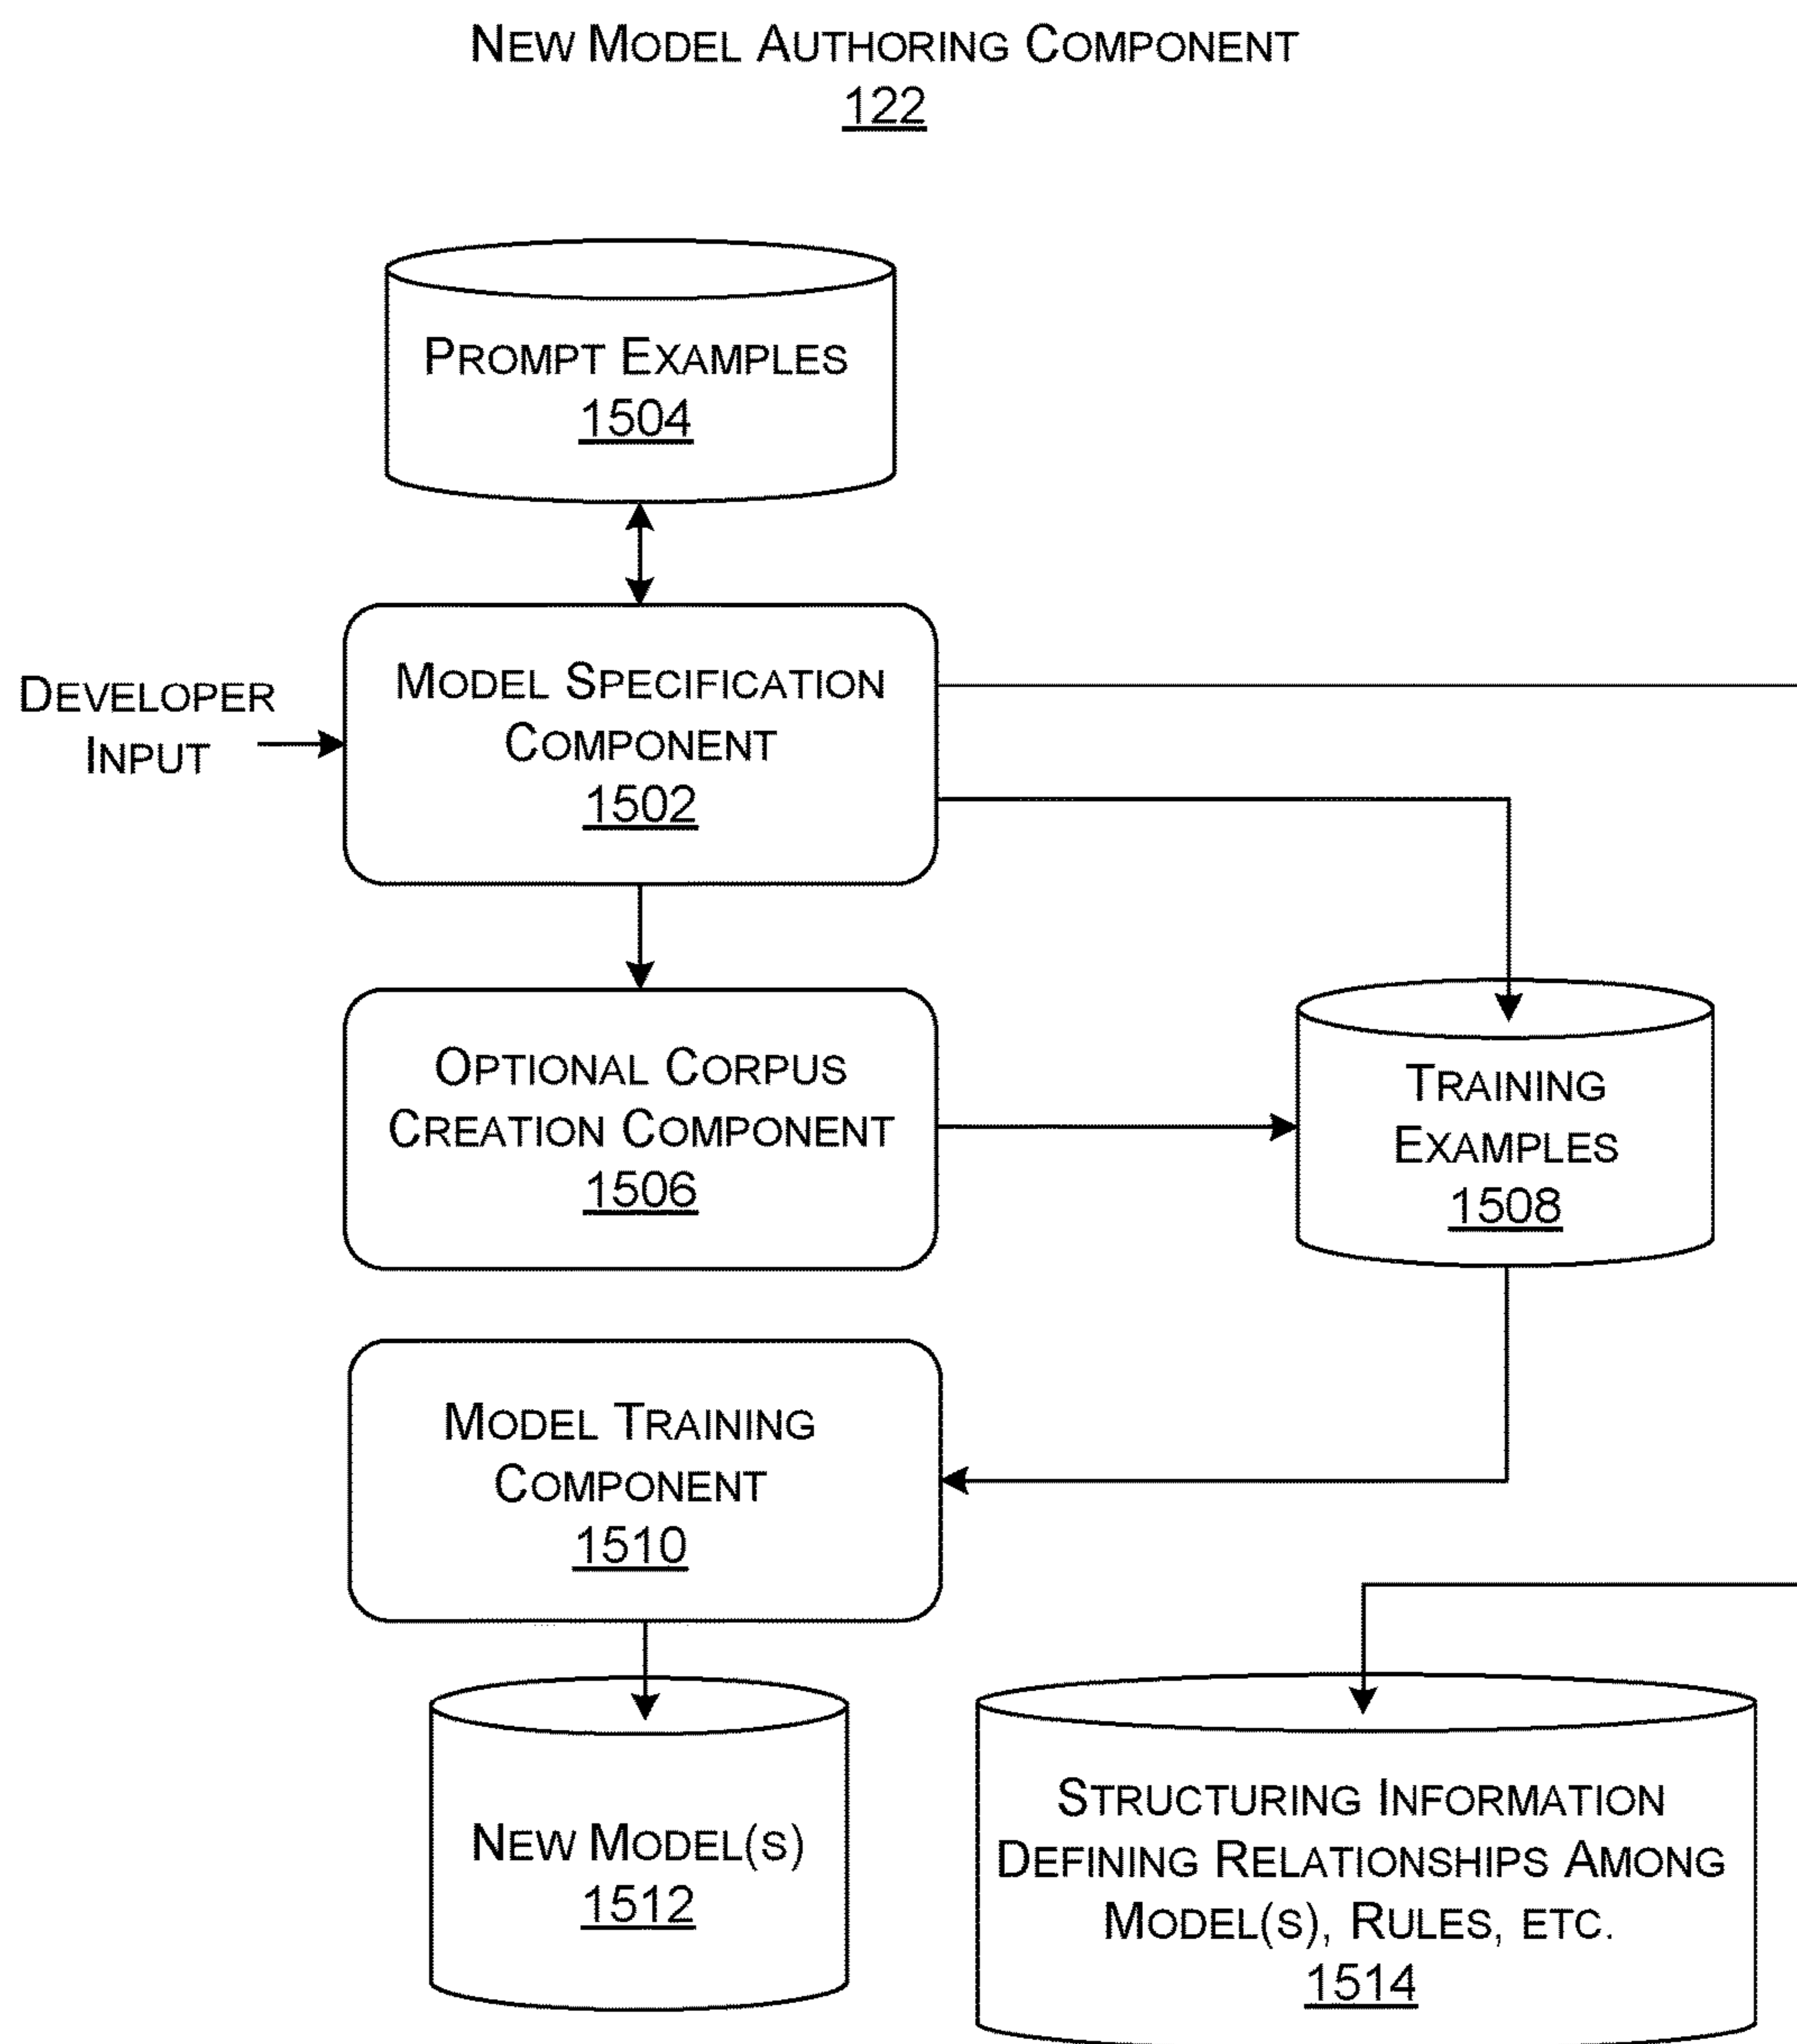 NEW MODEL AUTHORING COMPONENT
122
PROMPT EXAMPLES
1504
DEVELOPER
INPUT
MODEL SPECIFICATION
COMPONENT
1502
OPTIONAL CORPUS
CREATION COMPONENT
1506
TRAINING
EXAMPLES
1508
MODEL TRAINING
COMPONENT
1510
NEW MODEL(S)
1512
STRUCTURING INFORMATION
DEFINING RELATIONSHIPS AMONG
MODEL(S), RULES, ETC.
1514